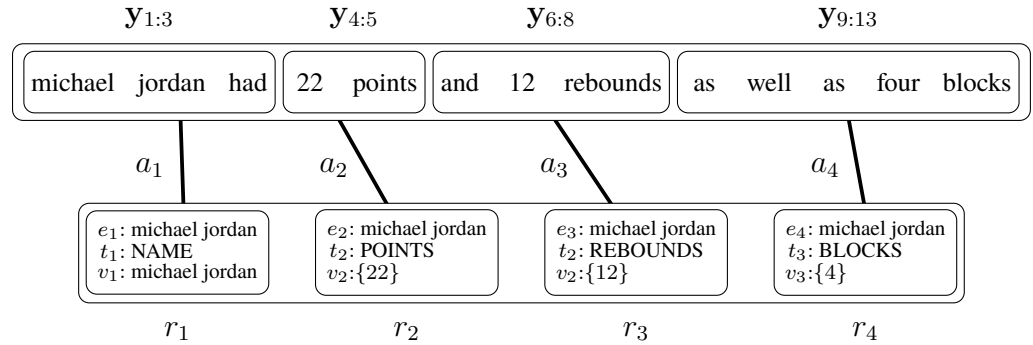 y1:3 y4:5 y6:8 y9:13
michael jordan had 22 points and 12 rebounds as well as four blocks
a1 a2 a3 a4
e1: michael jordan e2: michael jordan e3: michael jordan e4: michael jordan
t1: NAME t2: POINTS t2: REBOUNDS t3: BLOCKS
v1: michael jordan v2:{22} v2:{12} v3:{4}
r1 r2 r3 r4